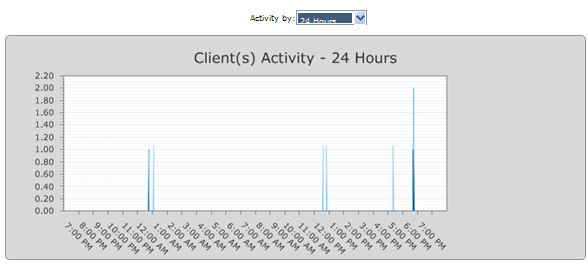 Activity by: 24 Hours
Client(s) Activity - 24 Hours
2.20
2.00
1.80
1.60
1.40
1.20
1.00
0.80
0.60
0.40
0.20
0.00
7:00 PM
8:00 PM
9:00 PM
10:00 PM
11:00 PM
12:00 AM
1:00 AM
2:00 AM
3:00 AM
4:00 AM
5:00 AM
6:00 AM
7:00 AM
8:00 AM
9:00 AM
10:00 AM
11:00 AM
12:00 PM
1:00 PM
2:00 PM
3:00 PM
4:00 PM
5:00 PM
6:00 PM
7:00 PM